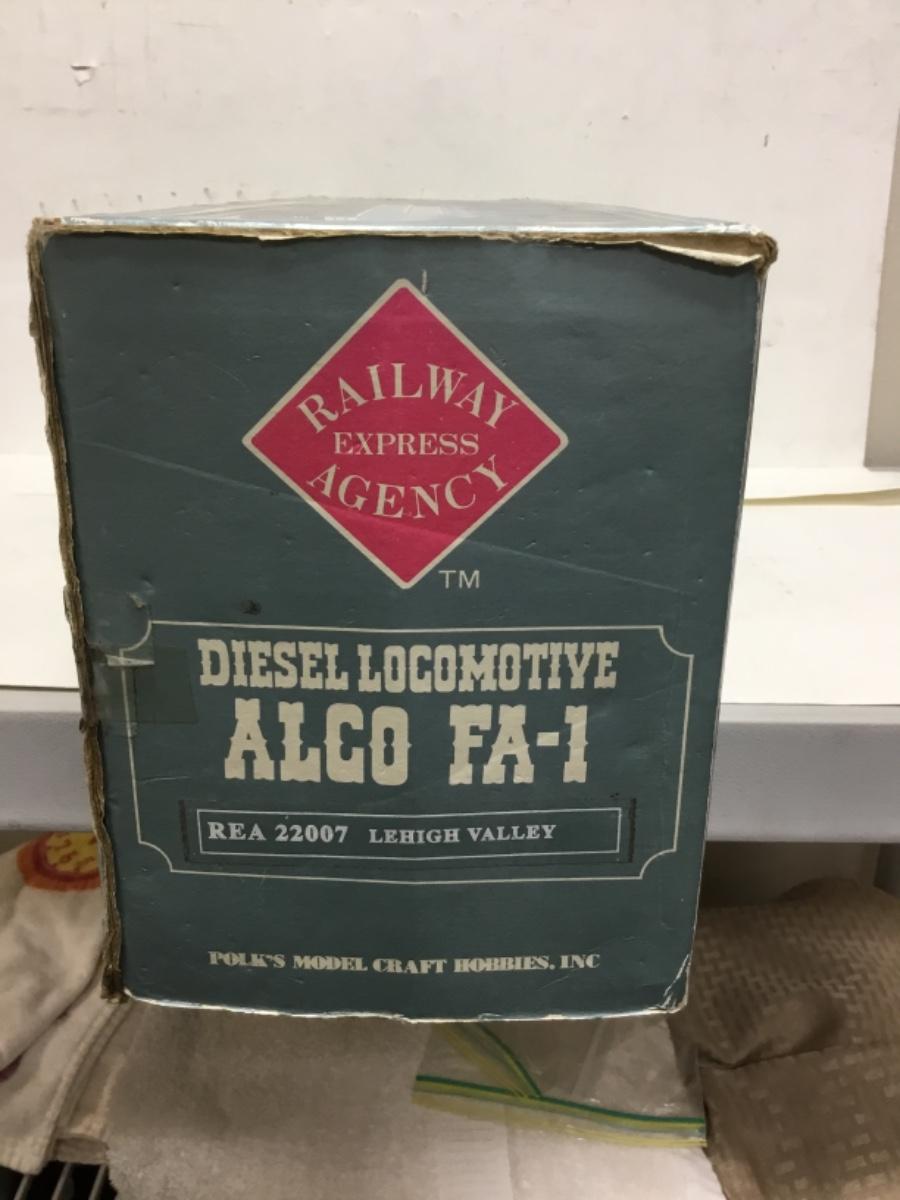 RAILWAY
EXPRESS
AGENCY
TM
DIESEL LOCOMOTIVE
ALCO FA-1
REA 22007 LEHIGH VALLEY
POLK'S MODEL CRAFT HOBBIES, INC